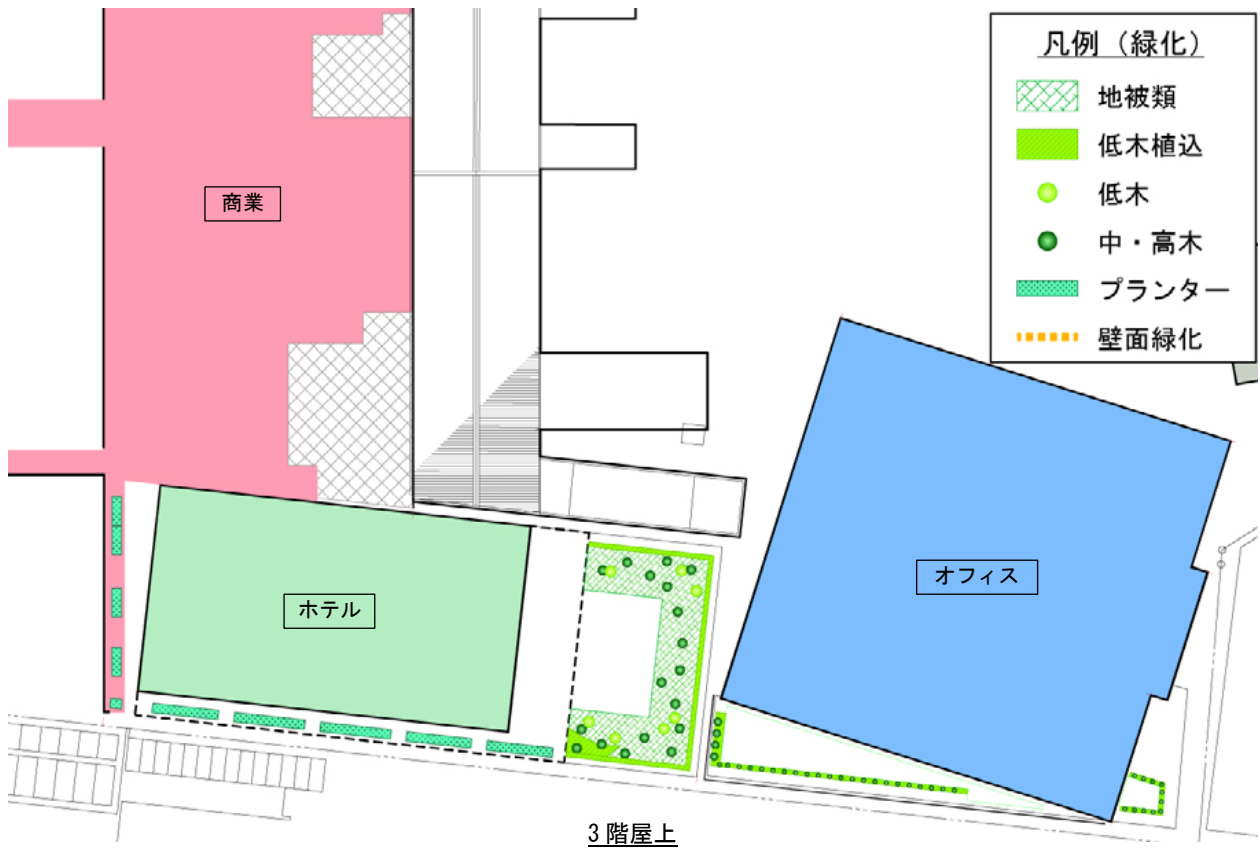 凡例（緑化）
地被類
低木植込
低木
中・高木
プランター
壁面緑化
商業
ホテル
オフィス
3階屋上